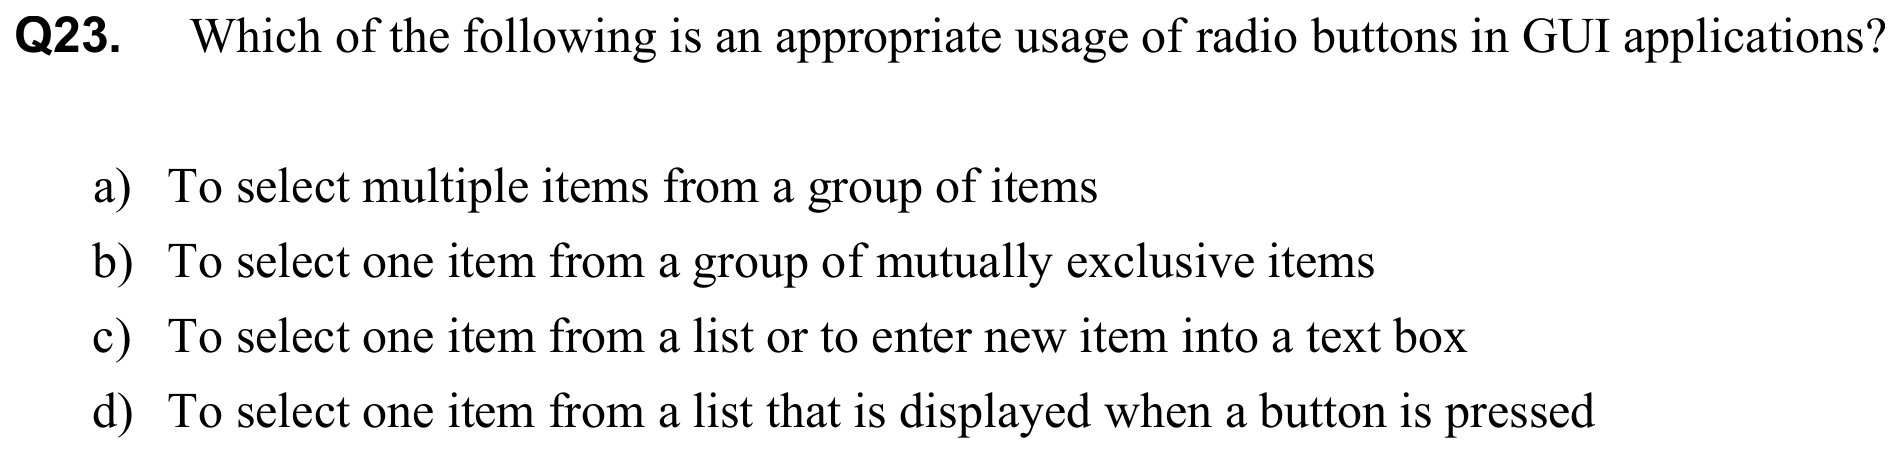 Q23. Which of the following is an appropriate usage of radio buttons in GUI applications?
a) To select multiple items from a group of items
b) To select one item from a group of mutually exclusive items
c) To select one item from a list or to enter new item into a text box
d) To select one item from a list that is displayed when a button is pressed